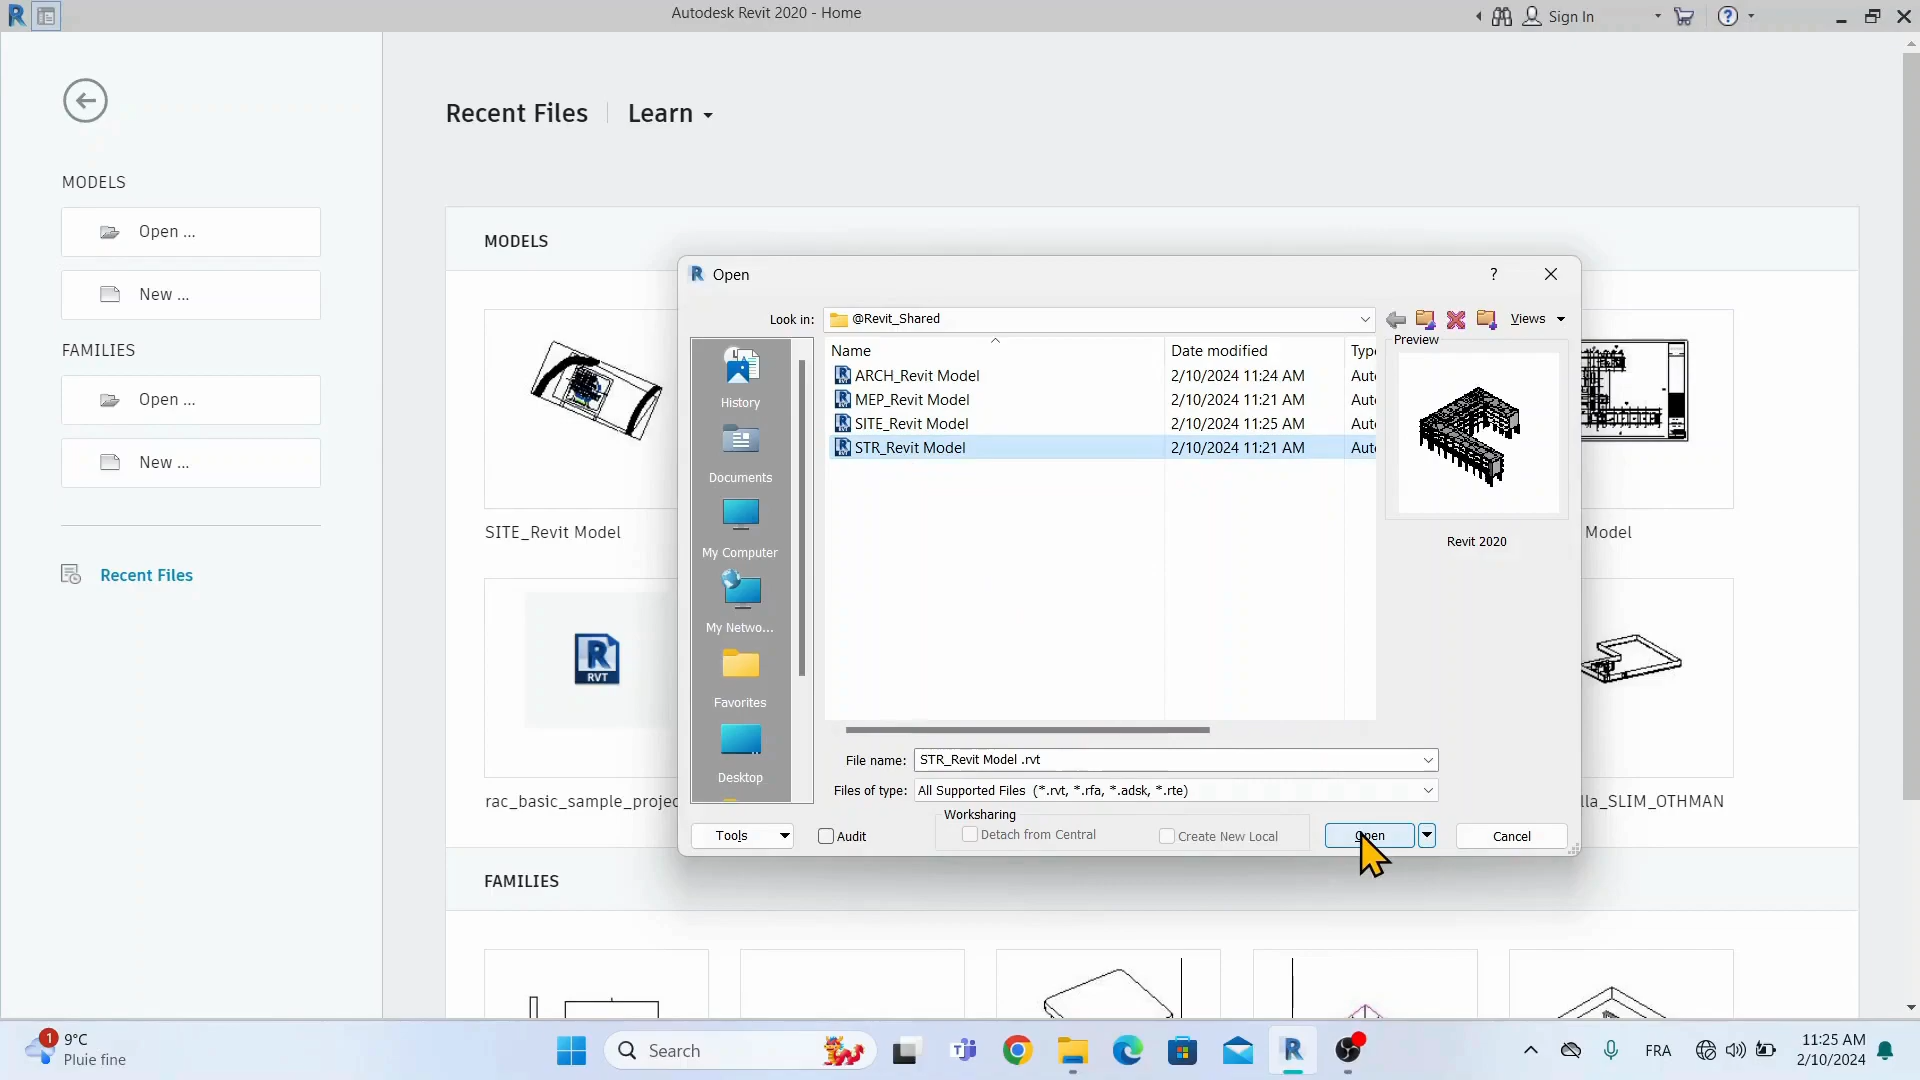 Autodesk Revit 2020 - Home
Sign In
Recent Files
Learn
MODELS
Open ...
New ...
FAMILIES
Open ...
New ...
Recent Files
MODELS
SITE_Revit Model
Model
rac_basic_sample_projec
lla_SLIM_OTHMAN
RVT
FAMILIES
Open
?
Look in:
@Revit_Shared
Views
Preview
Name
Date modified
Type
ARCH_Revit Model
2/10/2024 11:24 AM
Aut
MEP_Revit Model
2/10/2024 11:21 AM
Aut
SITE_Revit Model
2/10/2024 11:25 AM
Aut
STR_Revit Model
2/10/2024 11:21 AM
Aut
Revit 2020
History
Documents
My Computer
My Netwo...
Favorites
Desktop
File name:
STR_Revit Model .rvt
Files of type:
All Supported Files (*.rvt, *.rfa, *.adsk, *.rte)
Worksharing
Tools
Audit
Detach from Central
Create New Local
Open
Cancel
1
9°C
Pluie fine
Search
FRA
11:25 AM
2/10/2024